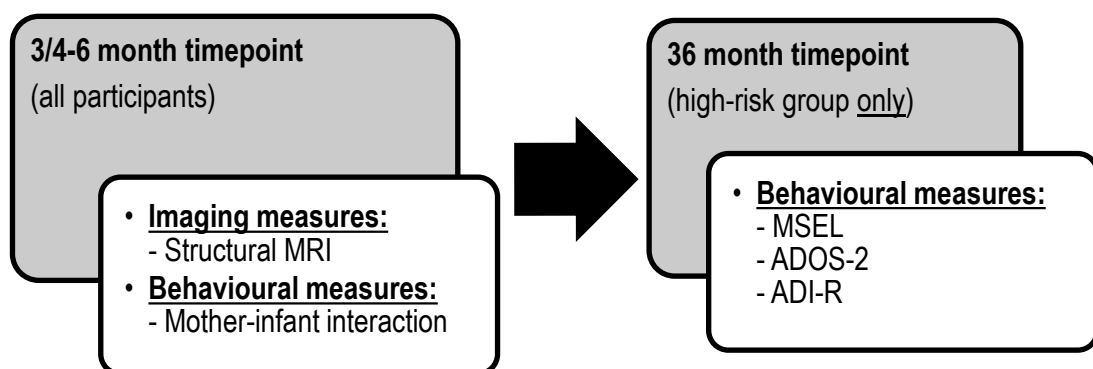 3/4-6 month timepoint
(all participants)
• Imaging measures:
- Structural MRI
• Behavioural measures:
- Mother-infant interaction
36 month timepoint
(high-risk group only)
• Behavioural measures:
- MSEL
- ADOS-2
- ADI-R